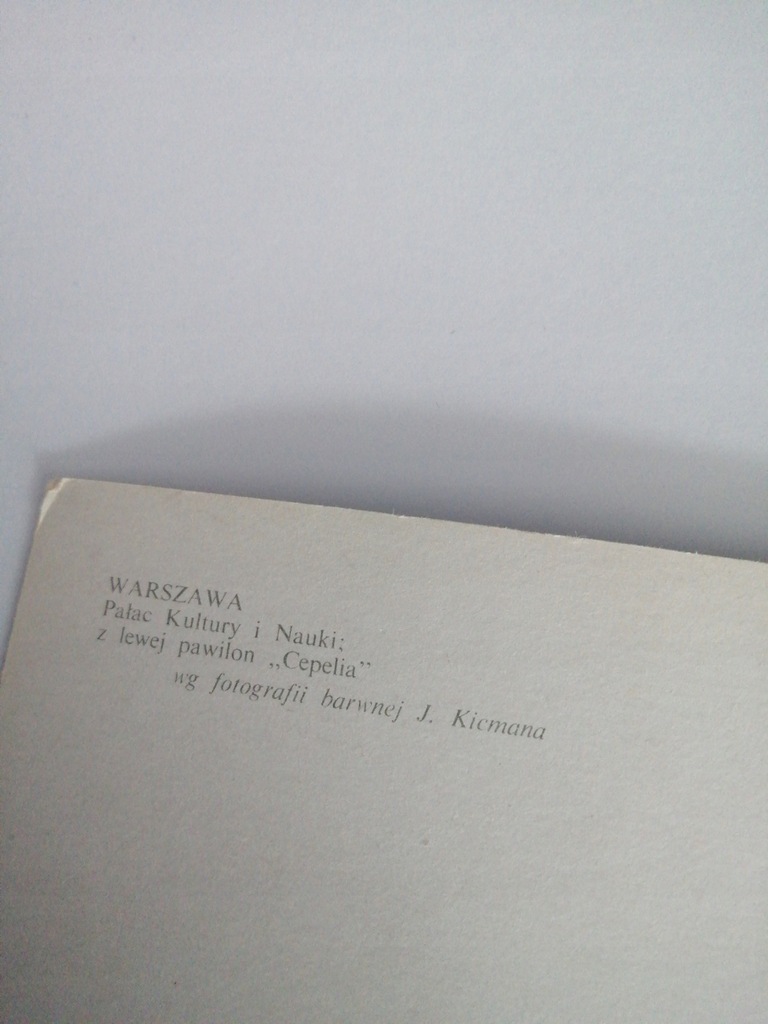 WARSZAWA
Pałac Kultury i Nauki;
z lewej pawilon „Cepelia”
wg fotografii barwnej J. Kicmana